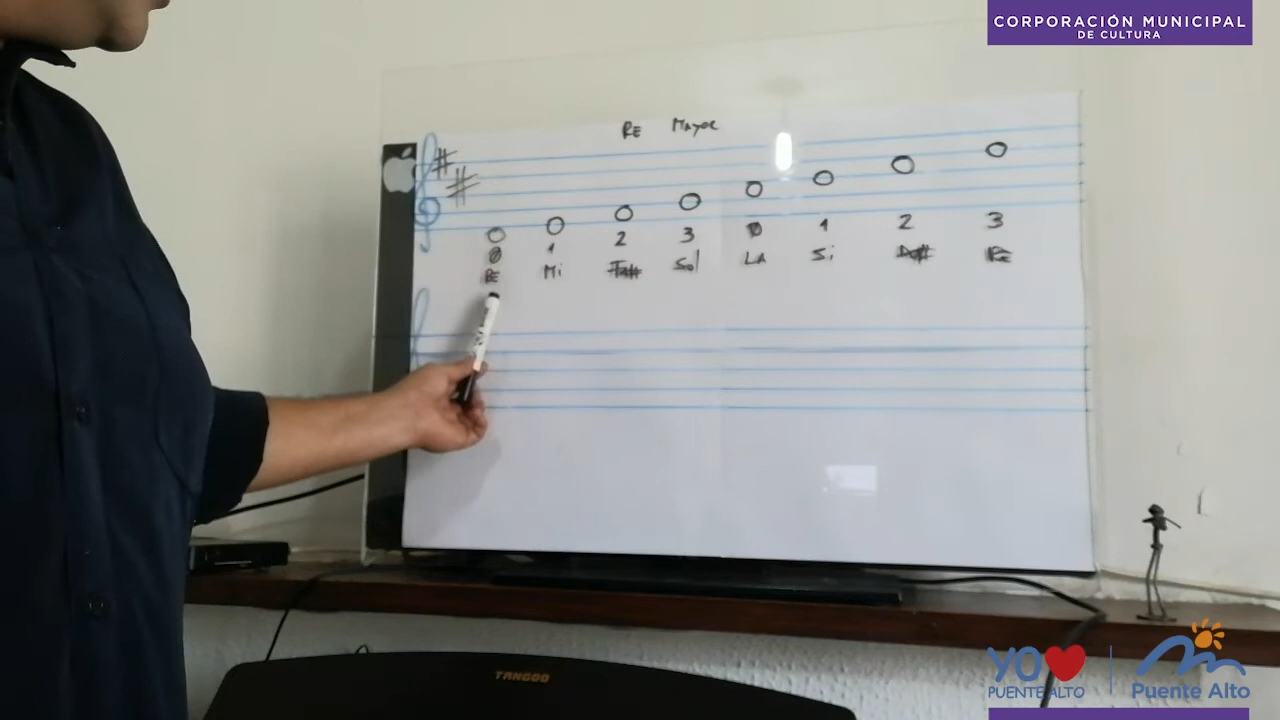 CORPORACIÓN MUNICIPAL
DE CULTURA
RE MAYOR
# #
0 1 2 3 0 1 2 3
RE Mi Fa# Sol LA Si Do# RE
TANGOO
YO
PUENTE ALTO
Puente Alto